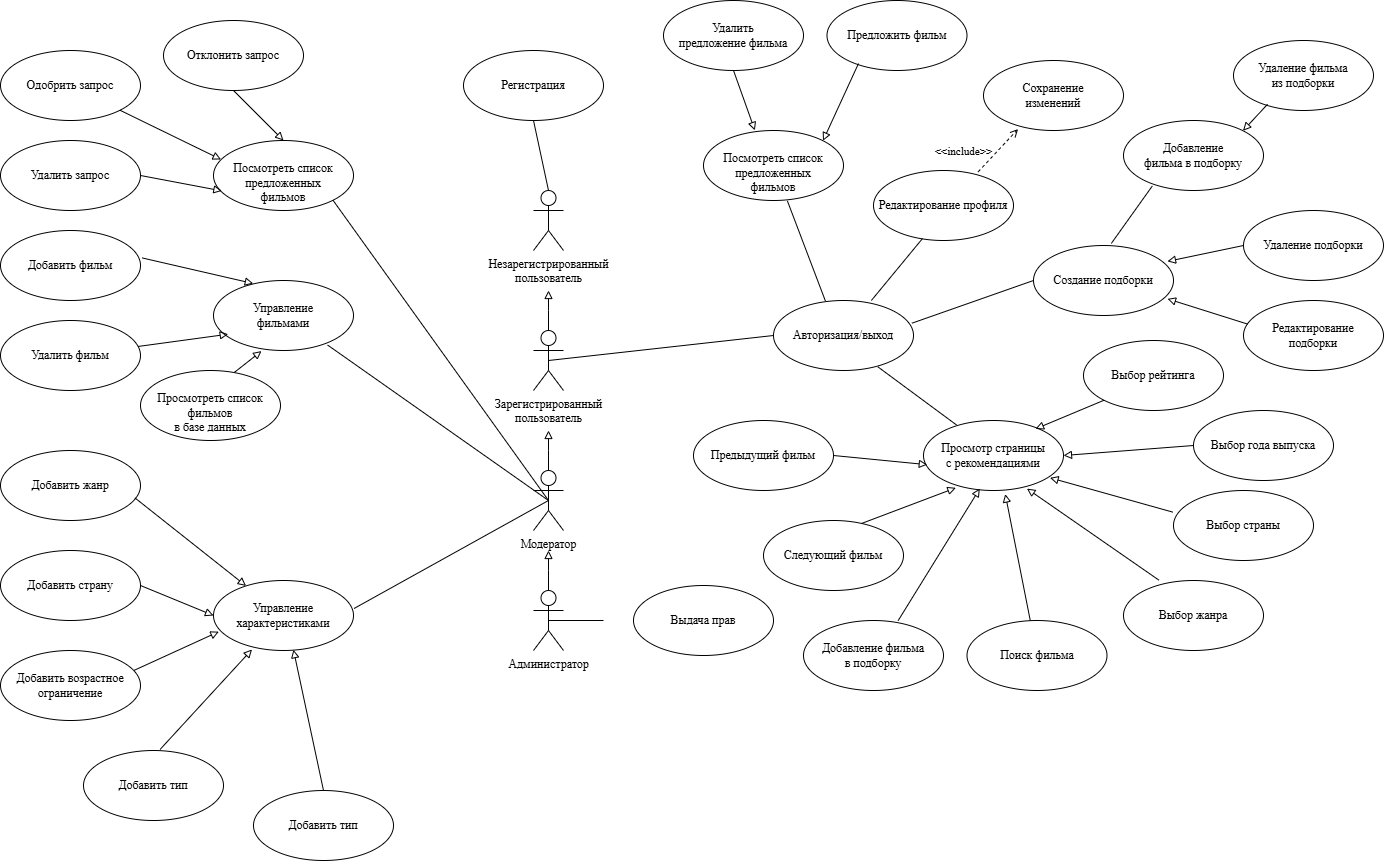 Удалить
предложение фильма
Предложить фильм
Отклонить запрос
Одобрить запрос
Регистрация
Сохранение
изменений
Удаление фильма
из подборки
<<include>>
Добавление
фильма в подборку
Посмотреть список
предложенных
фильмов
Удалить запрос
Посмотреть список
предложенных
фильмов
Редактирование профиля
Удаление подборки
Добавить фильм
Незарегистрированный
пользователь
Создание подборки
Управление
фильмами
Авторизация/выход
Редактирование
подборки
Удалить фильм
Выбор рейтинга
Просмотреть список
фильмов
в базе данных
Зарегистрированный
пользователь
Выбор года выпуска
Предыдущий фильм
Просмотр страницы
с рекомендациями
Добавить жанр
Выбор страны
Модератор
Следующий фильм
Добавить страну
Управление
характеристиками
Выдача прав
Выбор жанра
Добавление фильма
в подборку
Поиск фильма
Администратор
Добавить возрастное
ограничение
Добавить тип
Добавить тип